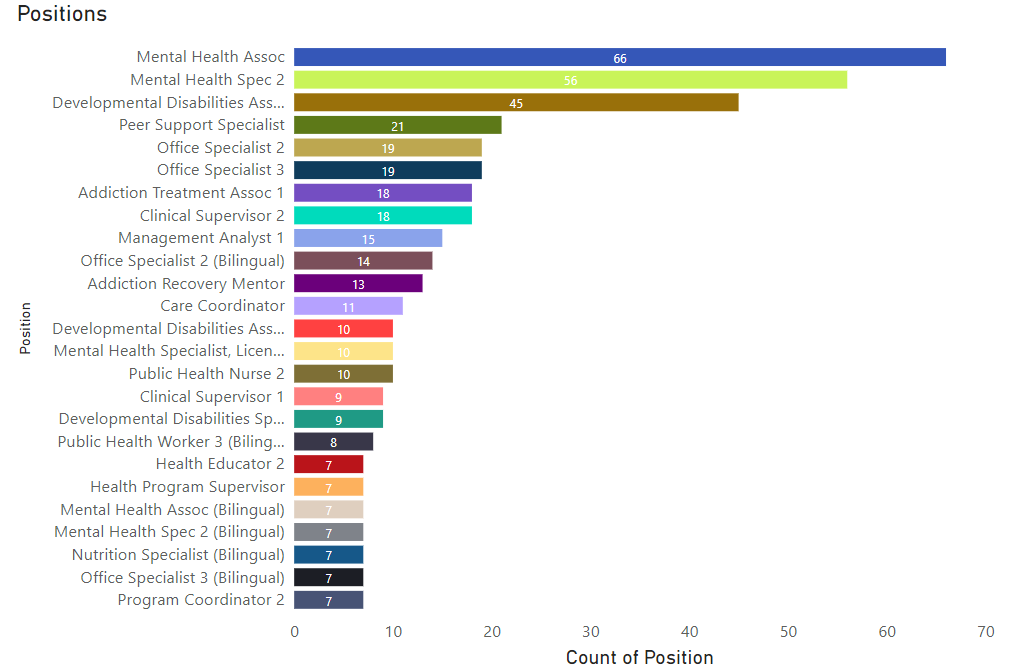 Positions
Mental Health Assoc 66
Mental Health Spec 2 56
Developmental Disabilities Ass... 45
Peer Support Specialist 21
Office Specialist 2 19
Office Specialist 3 19
Addiction Treatment Assoc 1 18
Clinical Supervisor 2 18
Management Analyst 1 15
Office Specialist 2 (Bilingual) 14
Addiction Recovery Mentor 13
Care Coordinator 11
Developmental Disabilities Ass... 10
Mental Health Specialist, Licen... 10
Public Health Nurse 2 10
Clinical Supervisor 1 9
Developmental Disabilities Sp... 9
Public Health Worker 3 (Biling... 8
Health Educator 2 7
Health Program Supervisor 7
Mental Health Assoc (Bilingual) 7
Mental Health Spec 2 (Bilingual) 7
Nutrition Specialist (Bilingual) 7
Office Specialist 3 (Bilingual) 7
Program Coordinator 2 7
Position
0 10 20 30 40 50 60 70
Count of Position